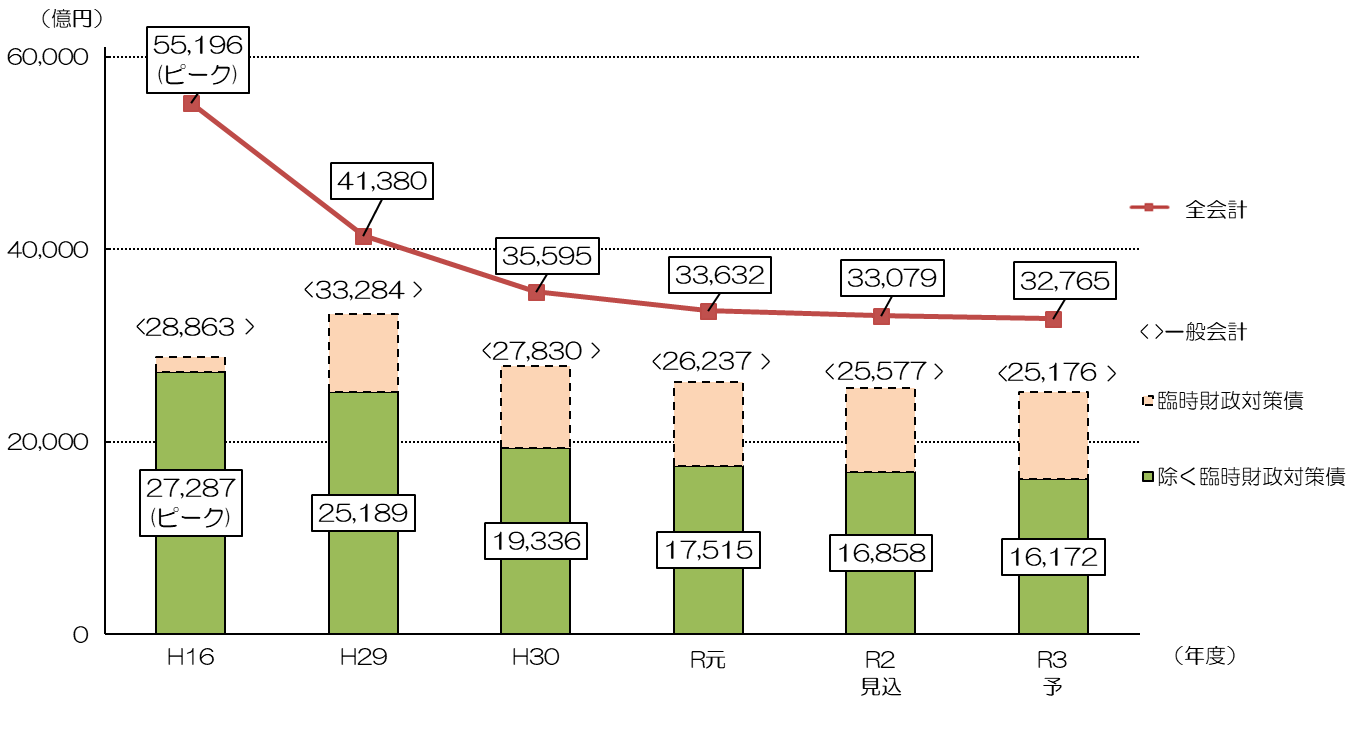 （億円）
60,000
40,000
20,000
0
55,196
(ピーク)
41,380
35,595
33,632
33,079
32,765
<28,863 >
<33,284 >
<27,830 >
<26,237 >
<25,577 >
<25,176 >
27,287
(ピーク)
25,189
19,336
17,515
16,858
16,172
H16
H29
H30
R元
R2
見込
R3
予
（年度）
全会計
< >一般会計
臨時財政対策債
除く臨時財政対策債